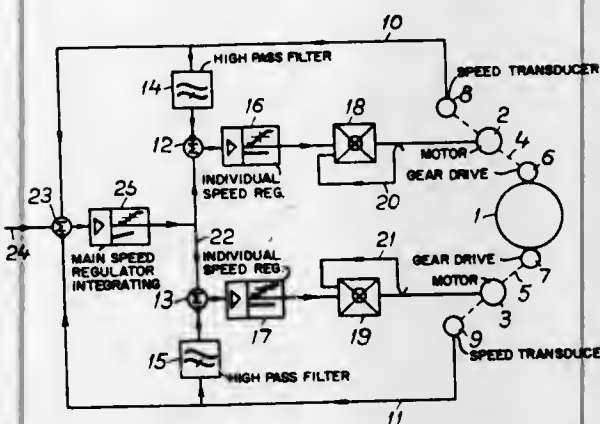 10
HIGH PASS FILTER
SPEED TRANSDUCER
8
14
16
18
2
12
4
MOTOR
6
GEAR DRIVE
INDIVIDUAL
SPEED REG.
20
1
25
23
24
22
INDIVIDUAL
SPEED REG.
21
MAIN SPEED
REGULATOR
INTEGRATING
GEAR DRIVE
7
MOTOR
5
13
3
17
19
9
SPEED TRANSDUCE
15
HIGH PASS FILTER
11